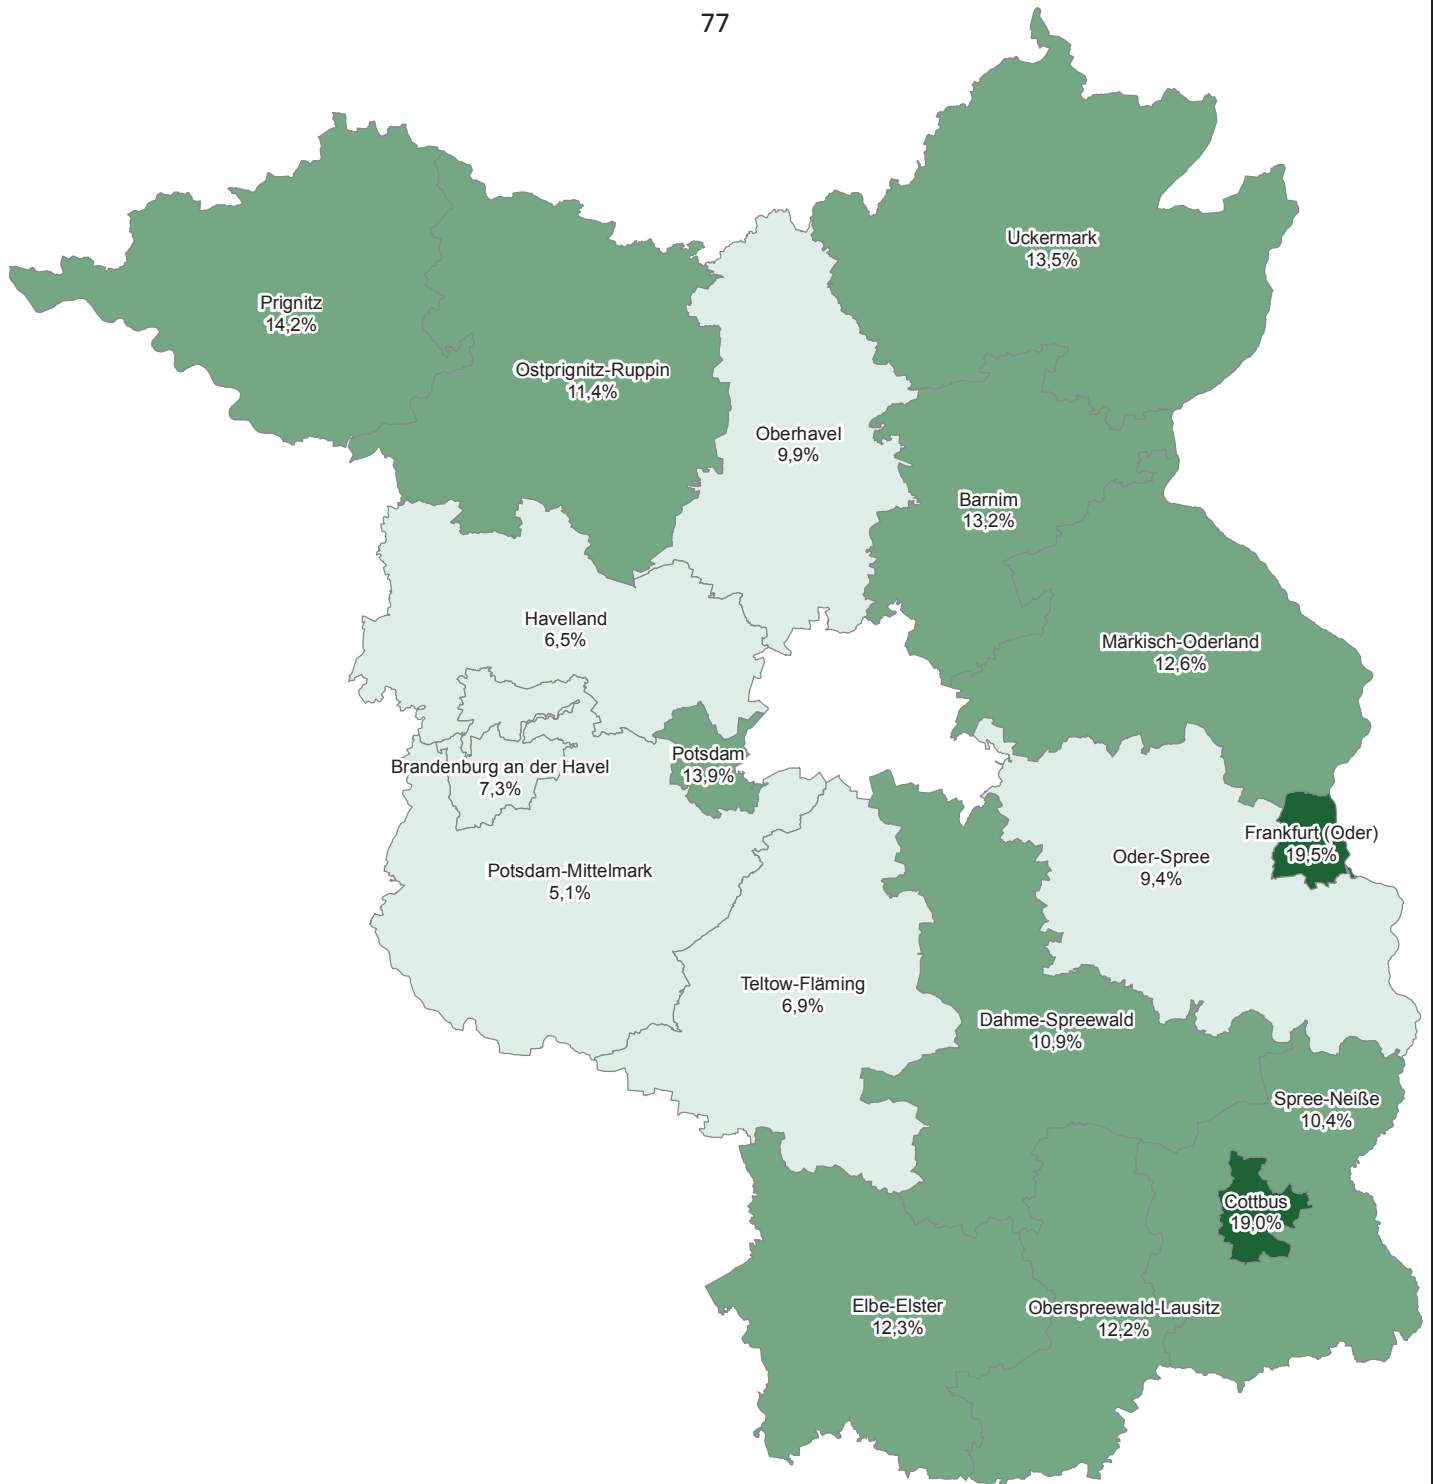 77
Uckermark
13,5%
Prignitz
14,2%
Ostprignitz-Ruppin
11,4%
Oberhavel
9,9%
Barnim
13,2%
Havelland
6,5%
Märkisch-Oderland
12,6%
Potsdam
13,9%
Brandenburg an der Havel
7,3%
Frankfurt (Oder)
19,5%
Oder-Spree
9,4%
Potsdam-Mittelmark
5,1%
Teltow-Fläming
6,9%
Dahme-Spreewald
10,9%
Spree-Neiße
10,4%
Cottbus
19,0%
Elbe-Elster
12,3%
Oberspreewald-Lausitz
12,2%